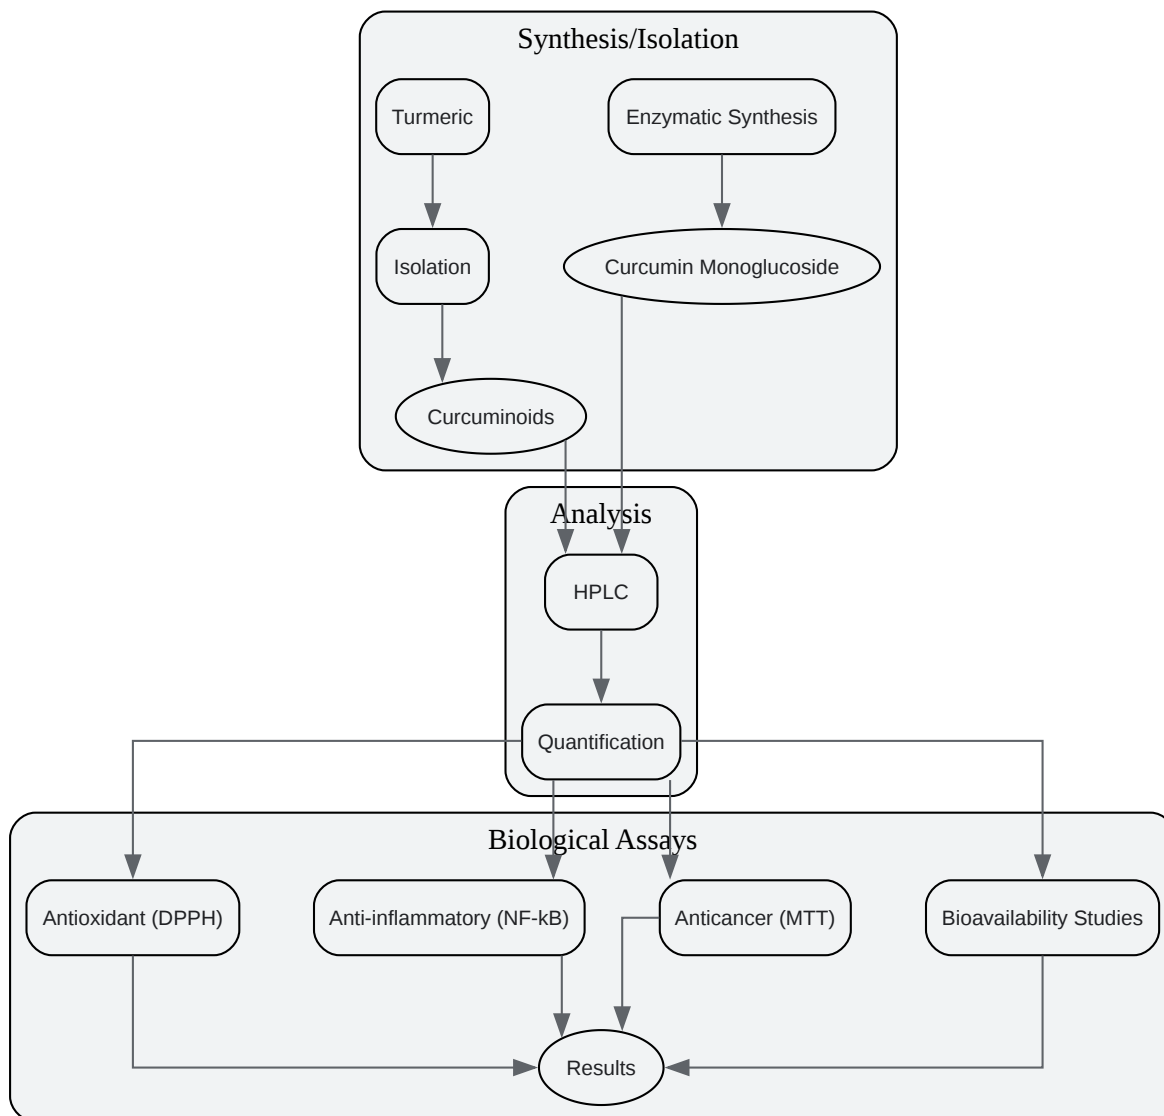 Synthesis/Isolation
Turmeric
Enzymatic Synthesis
Isolation
Curcumin Monoglucoside
Curcuminoids
Analysis
HPLC
Quantification
Biological Assays
Antioxidant (DPPH)
Anti-inflammatory (NF-kB)
Anticancer (MTT)
Bioavailability Studies
Results